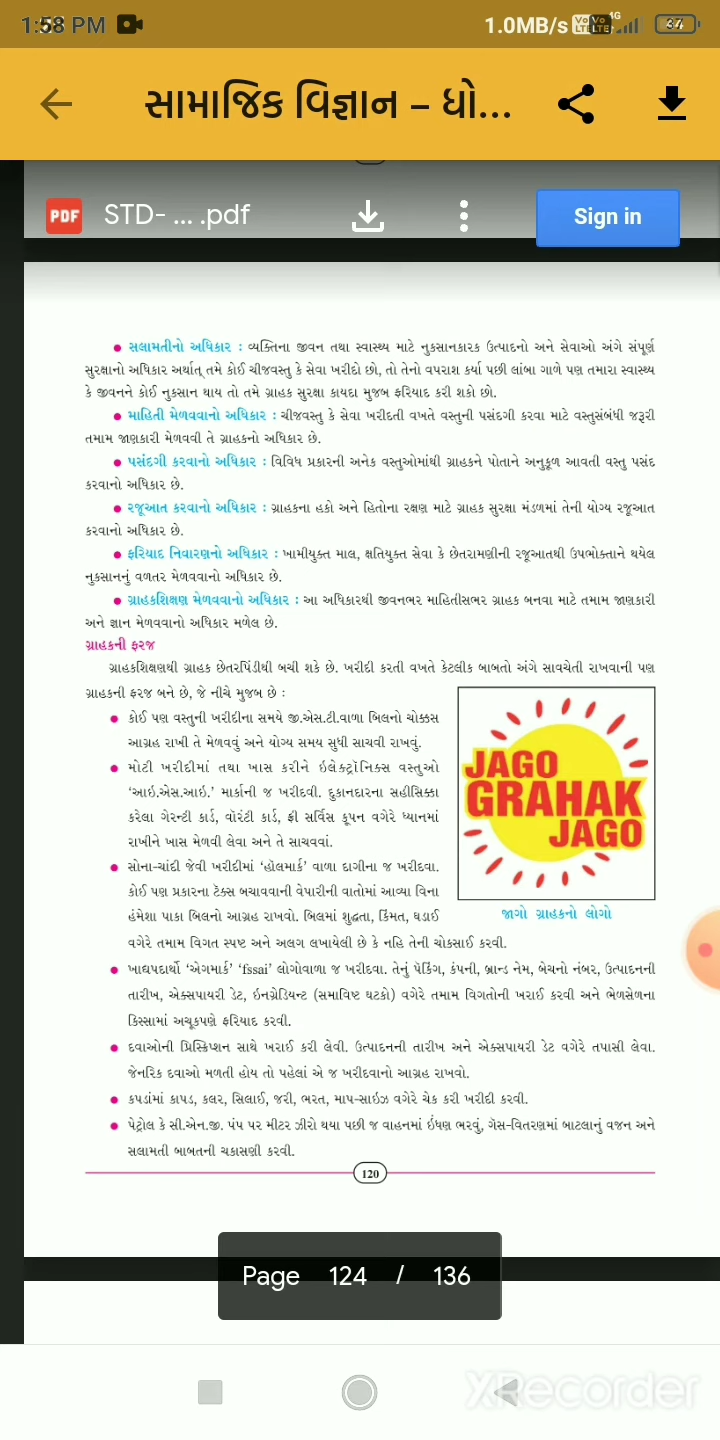 1:58 PM
1.0MB/s
4G
સામાજિક વિજ્ઞાન – ધો...
PDF STD- ... .pdf
Sign in
● સલામતીનો અધિકાર : વ્યક્તિના જીવન તથા સ્વાસ્થ્ય માટે નુકસાનકારક ઉત્પાદનો અને સેવાઓ અંગે સંપૂર્ણ
સુરક્ષાનો અધિકાર અર્થાત્ તમે કોઈ ચીજવસ્તુ કે સેવા ખરીદો છો, તો તેનો વપરાશ કર્યા પછી લાંબા ગાળે પણ તમારા સ્વાસ્થ્ય
કે જીવનને કોઈ નુકસાન થાય તો તમે ગ્રાહક સુરક્ષા કાયદા મુજબ ફરિયાદ કરી શકો છો.
● માહિતી મેળવવાનો અધિકાર : ચીજવસ્તુ કે સેવા ખરીદતી વખતે વસ્તુની પસંદગી કરવા માટે વસ્તુસંબંધી જરૂરી
તમામ જાણકારી મેળવવી તે ગ્રાહકનો અધિકાર છે.
● પસંદગી કરવાનો અધિકાર : વિવિધ પ્રકારની અનેક વસ્તુઓમાંથી ગ્રાહકને પોતાને અનુકૂળ આવતી વસ્તુ પસંદ
કરવાનો અધિકાર છે.
● રજૂઆત કરવાનો અધિકાર : ગ્રાહકના હકો અને હિતોના રક્ષણ માટે ગ્રાહક સુરક્ષા મંડળમાં તેની યોગ્ય રજૂઆત
કરવાનો અધિકાર છે.
● ફરિયાદ નિવારણનો અધિકાર : ખામીયુક્ત માલ, ક્ષતિયુક્ત સેવા કે છેતરામણીની રજૂઆતથી ઉપભોક્તાને થયેલ
નુકસાનનું વળતર મેળવવાનો અધિકાર છે.
● ગ્રાહકશિક્ષણ મેળવવાનો અધિકાર : આ અધિકારથી જીવનભર માહિતીસભર ગ્રાહક બનવા માટે તમામ જાણકારી
અને જ્ઞાન મેળવવાનો અધિકાર મળેલ છે.
ગ્રાહકની ફરજ
ગ્રાહકશિક્ષણથી ગ્રાહક છેતરપિંડીથી બચી શકે છે. ખરીદી કરતી વખતે કેટલીક બાબતો અંગે સાવચેતી રાખવાની પણ
ગ્રાહકની ફરજ બને છે, જે નીચે મુજબ છે :
● કોઈ પણ વસ્તુની ખરીદીના સમયે જી.એસ.ટી.વાળા બિલનો ચોક્કસ
આગ્રહ રાખી તે મેળવવું અને યોગ્ય સમય સુધી સાચવી રાખવું.
● મોટી ખરીદીમાં તથા ખાસ કરીને ઇલેક્ટ્રૉનિક્સ વસ્તુઓ
‘આઇ.એસ.આઇ.’ માર્કાની જ ખરીદવી. દુકાનદારના સહીસિક્કા
કરેલા ગેરન્ટી કાર્ડ, વૉરંટી કાર્ડ, ફ્રી સર્વિસ કૂપન વગેરે ધ્યાનમાં
રાખીને ખાસ મેળવી લેવા અને તે સાચવવાં.
● સોના-ચાંદી જેવી ખરીદીમાં ‘હૉલમાર્ક’ વાળા દાગીના જ ખરીદવા.
કોઈ પણ પ્રકારના ટૅક્સ બચાવવાની વેપારીની વાતોમાં આવ્યા વિના
હંમેશા પાકા બિલનો આગ્રહ રાખવો. બિલમાં શુદ્ધતા, કિંમત, ઘડાઈ
વગેરે તમામ વિગત સ્પષ્ટ અને અલગ લખાયેલી છે કે નહિ તેની ચોકસાઈ કરવી.
JAGO
GRAHAK
JAGO
જાગો ગ્રાહકનો લોગો
● ખાદ્યપદાર્થો ‘એગમાર્ક’ ‘fssai’ લોગોવાળા જ ખરીદવા. તેનું પૅકિંગ, કંપની, બ્રાન્ડ નેમ, બેચનો નંબર, ઉત્પાદનની
તારીખ, એક્સપાયરી ડેટ, ઇનગ્રેડિયન્ટ (સમાવિષ્ટ ઘટકો) વગેરે તમામ વિગતોની ખરાઈ કરવી અને ભેળસેળના
કિસ્સામાં અચૂકપણે ફરિયાદ કરવી.
● દવાઓની પ્રિસ્ક્રિપ્શન સાથે ખરાઈ કરી લેવી. ઉત્પાદનની તારીખ અને એક્સપાયરી ડેટ વગેરે તપાસી લેવા.
જેનરિક દવાઓ મળતી હોય તો પહેલાં એ જ ખરીદવાનો આગ્રહ રાખવો.
● કપડાંમાં કાપડ, કલર, સિલાઈ, જરી, ભરત, માપ-સાઇઝ વગેરે ચેક કરી ખરીદી કરવી.
● પેટ્રોલ કે સી.એન.જી. પંપ પર મીટર ઝીરો થયા પછી જ વાહનમાં ઈંધણ ભરવું, ગૅસ-વિતરણમાં બાટલાનું વજન અને
સલામતી બાબતની ચકાસણી કરવી.
120
Page 124 / 136
XRecorder